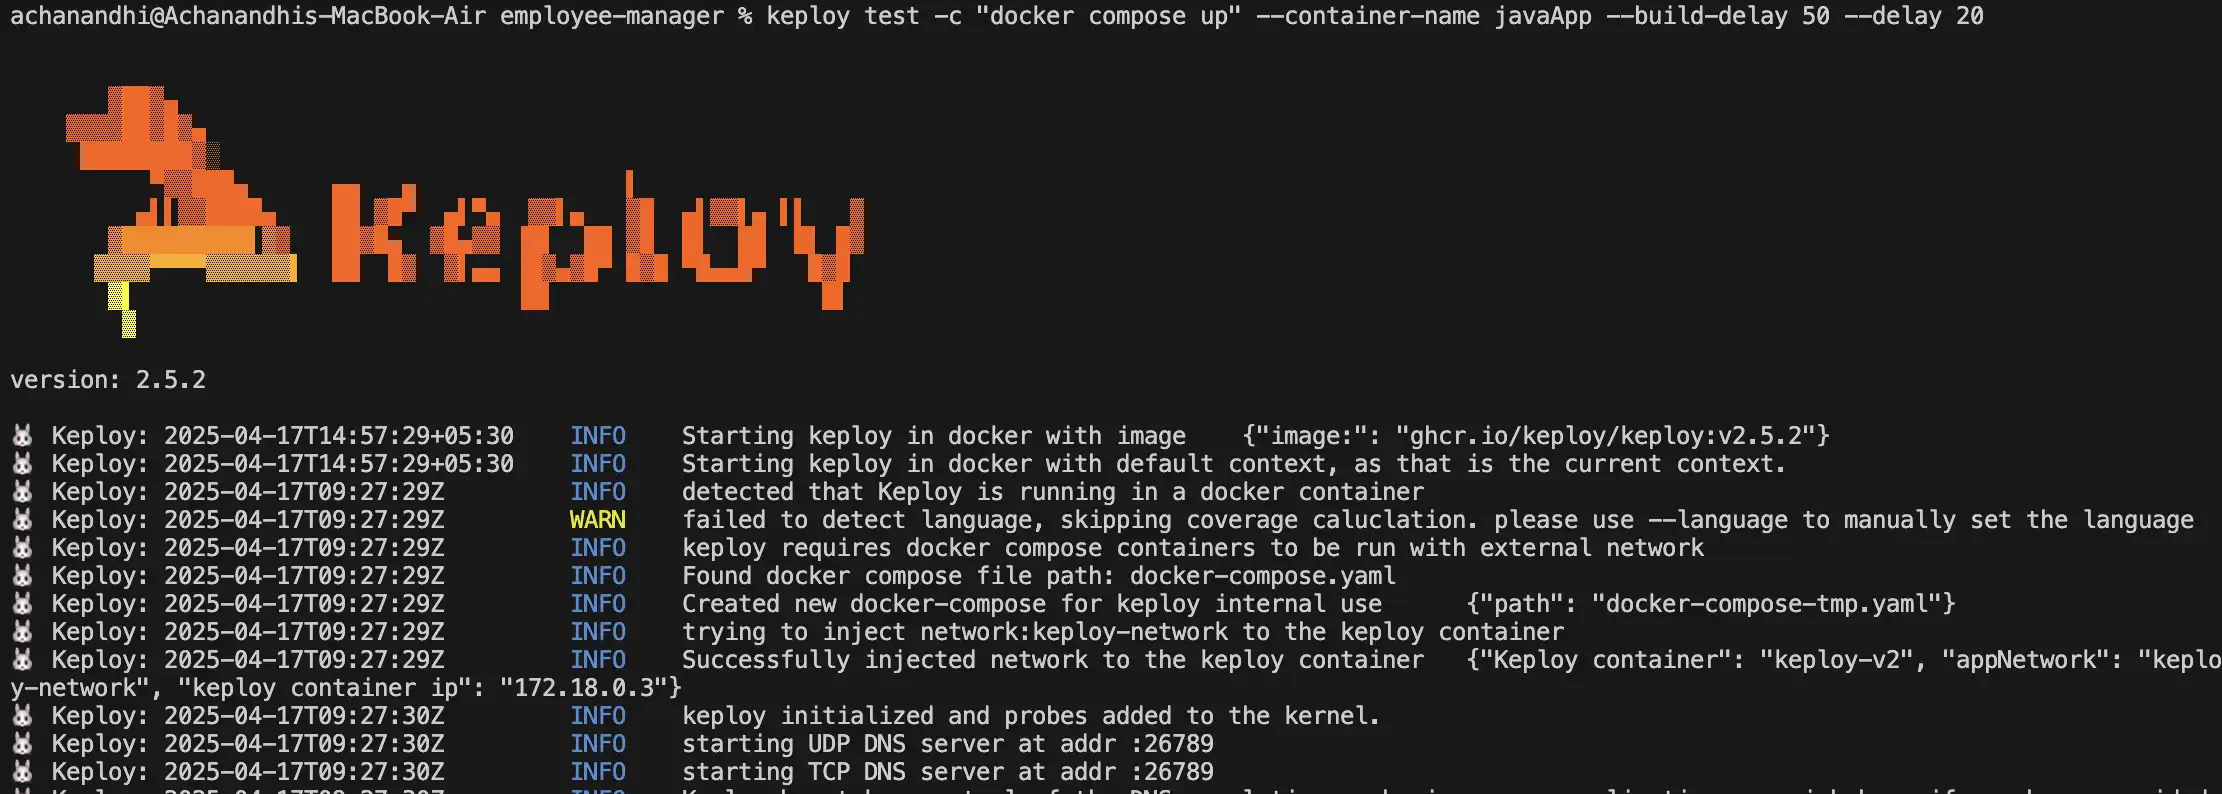 achanandhi@Achanandhis-MacBook-Air employee-manager % keploy test -c "docker compose up" --container-name javaApp --build-delay 50 --delay 20
Keploy
version: 2.5.2
🐰 Keploy: 2025-04-17T14:57:29+05:30 INFO Starting keploy in docker with image {"image:": "ghcr.io/keploy/keploy:v2.5.2"}
🐰 Keploy: 2025-04-17T14:57:29+05:30 INFO Starting keploy in docker with default context, as that is the current context.
🐰 Keploy: 2025-04-17T09:27:29Z INFO detected that Keploy is running in a docker container
🐰 Keploy: 2025-04-17T09:27:29Z WARN failed to detect language, skipping coverage caluclation. please use --language to manually set the language
🐰 Keploy: 2025-04-17T09:27:29Z INFO keploy requires docker compose containers to be run with external network
🐰 Keploy: 2025-04-17T09:27:29Z INFO Found docker compose file path: docker-compose.yaml
🐰 Keploy: 2025-04-17T09:27:29Z INFO Created new docker-compose for keploy internal use {"path": "docker-compose-tmp.yaml"}
🐰 Keploy: 2025-04-17T09:27:29Z INFO trying to inject network:keploy-network to the keploy container
🐰 Keploy: 2025-04-17T09:27:29Z INFO Successfully injected network to the keploy container {"Keploy container": "keploy-v2", "appNetwork": "keplo
y-network", "keploy container ip": "172.18.0.3"}
🐰 Keploy: 2025-04-17T09:27:30Z INFO keploy initialized and probes added to the kernel.
🐰 Keploy: 2025-04-17T09:27:30Z INFO starting UDP DNS server at addr :26789
🐰 Keploy: 2025-04-17T09:27:30Z INFO starting TCP DNS server at addr :26789